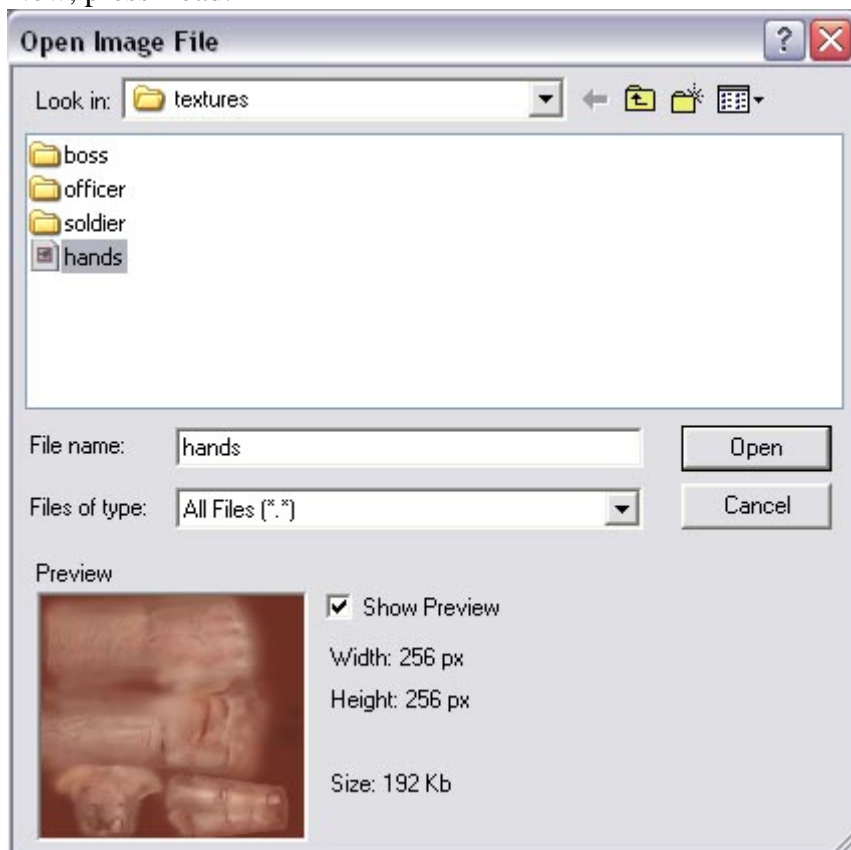 Open Image File
Look in: textures
boss
officer
soldier
hands
File name: hands Open
Files of type: All Files (*.*) Cancel
Preview
Show Preview
Width: 256 px
Height: 256 px
Size: 192 Kb